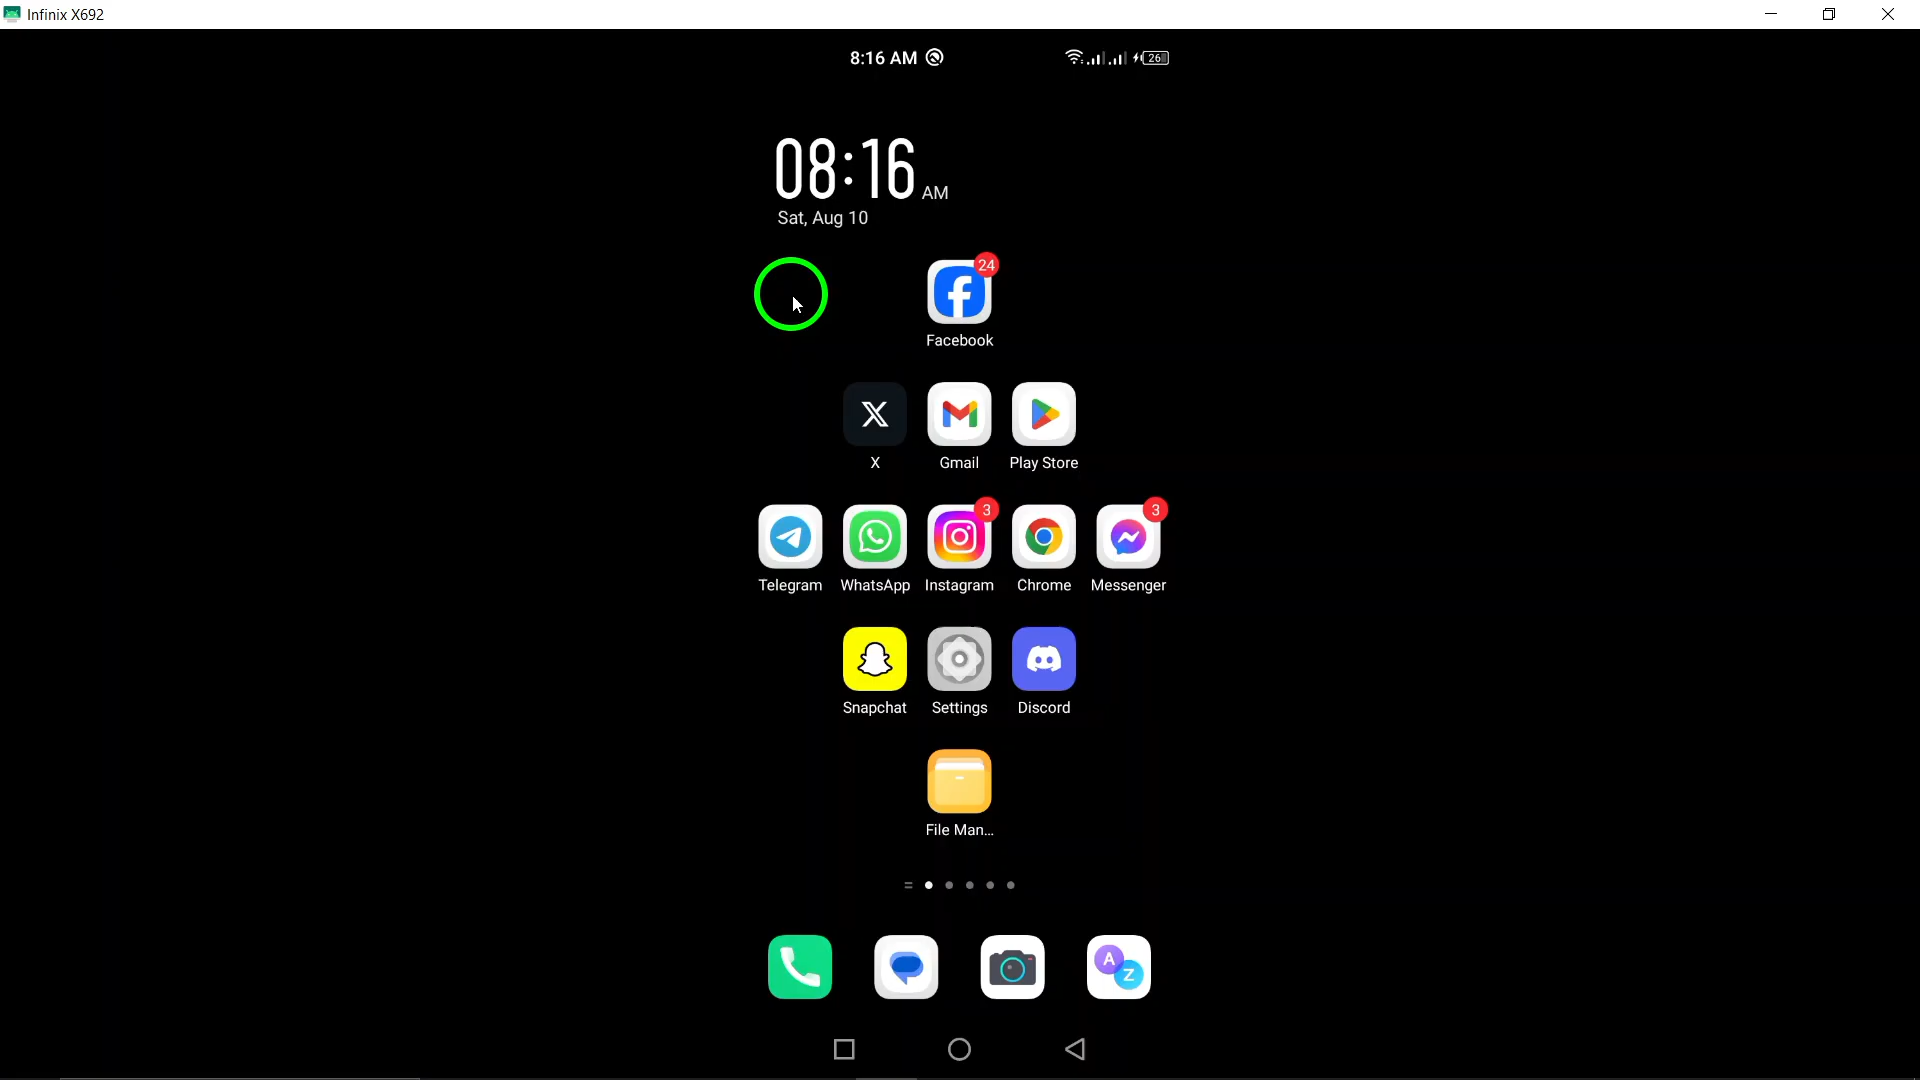 Infinix X692
8:16 AM
26
08:16 AM
Sat, Aug 10
24
Facebook
X Gmail Play Store
3 3
Telegram WhatsApp Instagram Chrome Messenger
Snapchat Settings Discord
File Man...
A Z